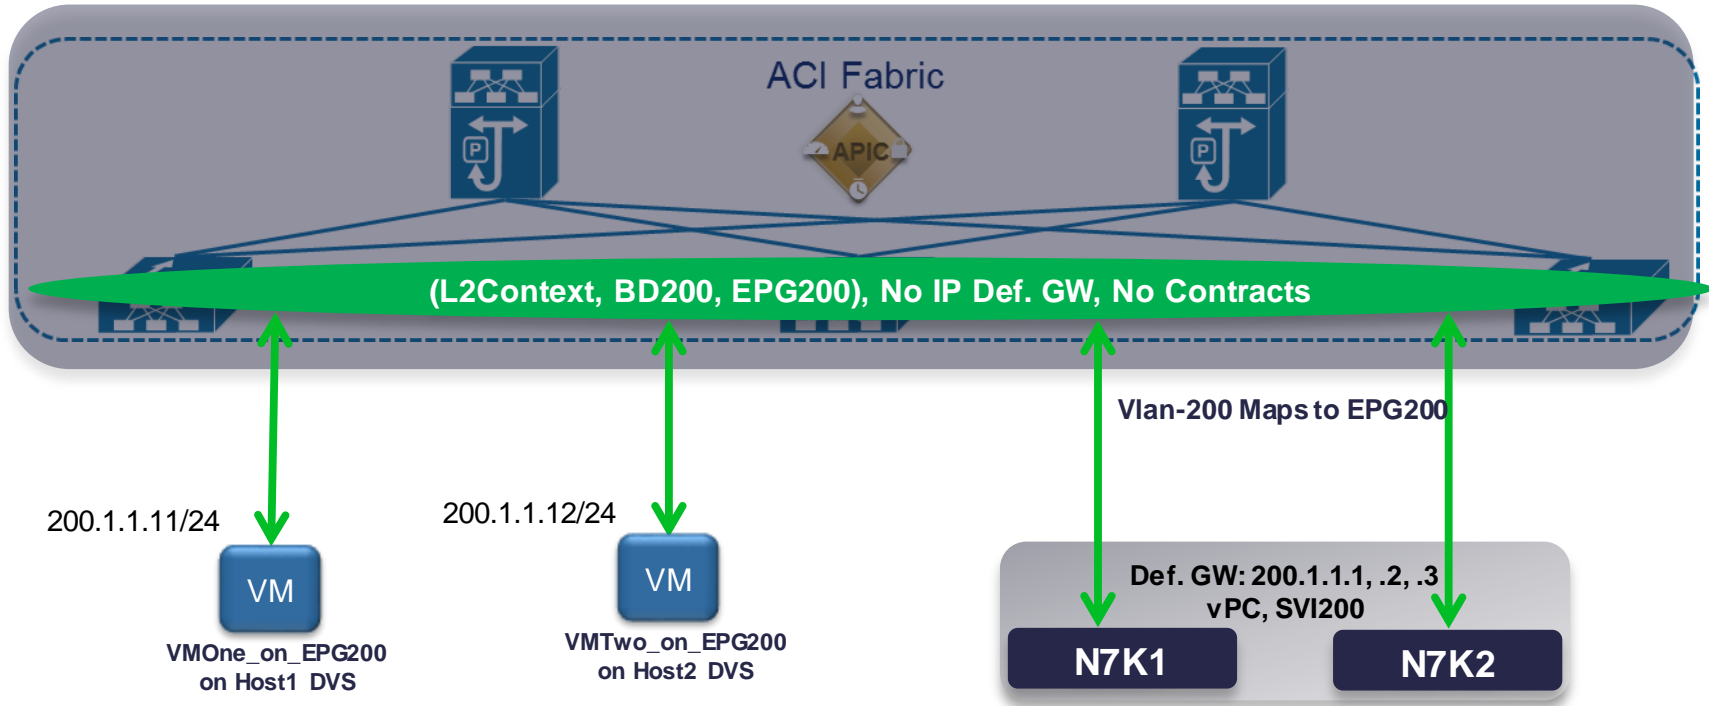 ACI Fabric
P
P
APIC
(L2Context, BD200, EPG200), No IP Def. GW, No Contracts
Vlan-200 Maps to EPG200
200.1.1.11/24
200.1.1.12/24
VM
VM
Def. GW: 200.1.1.1, .2, .3
vPC, SVI200
VMOne_on_EPG200
on Host1 DVS
VMTwo_on_EPG200
on Host2 DVS
N7K1
N7K2